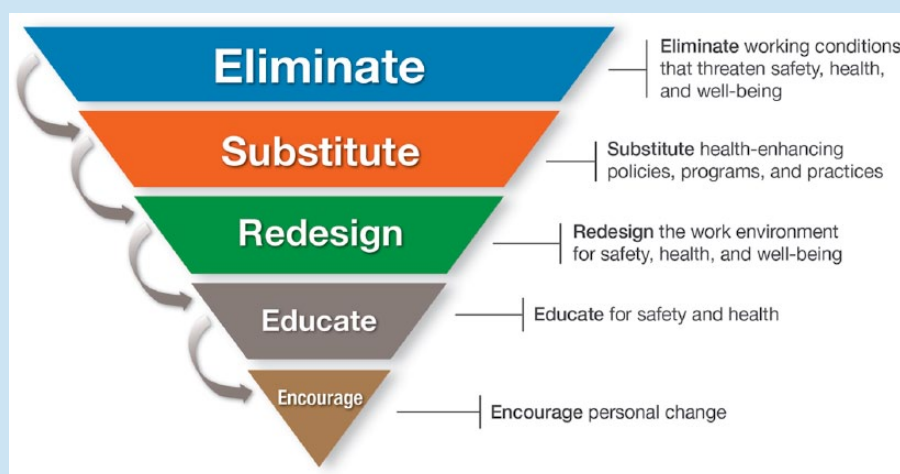 Eliminate
Eliminate working conditions
that threaten safety, health,
and well-being
Substitute
Substitute health-enhancing
policies, programs, and practices
Redesign
Redesign the work environment
for safety, health, and well-being
Educate
Educate for safety and health
Encourage
Encourage personal change